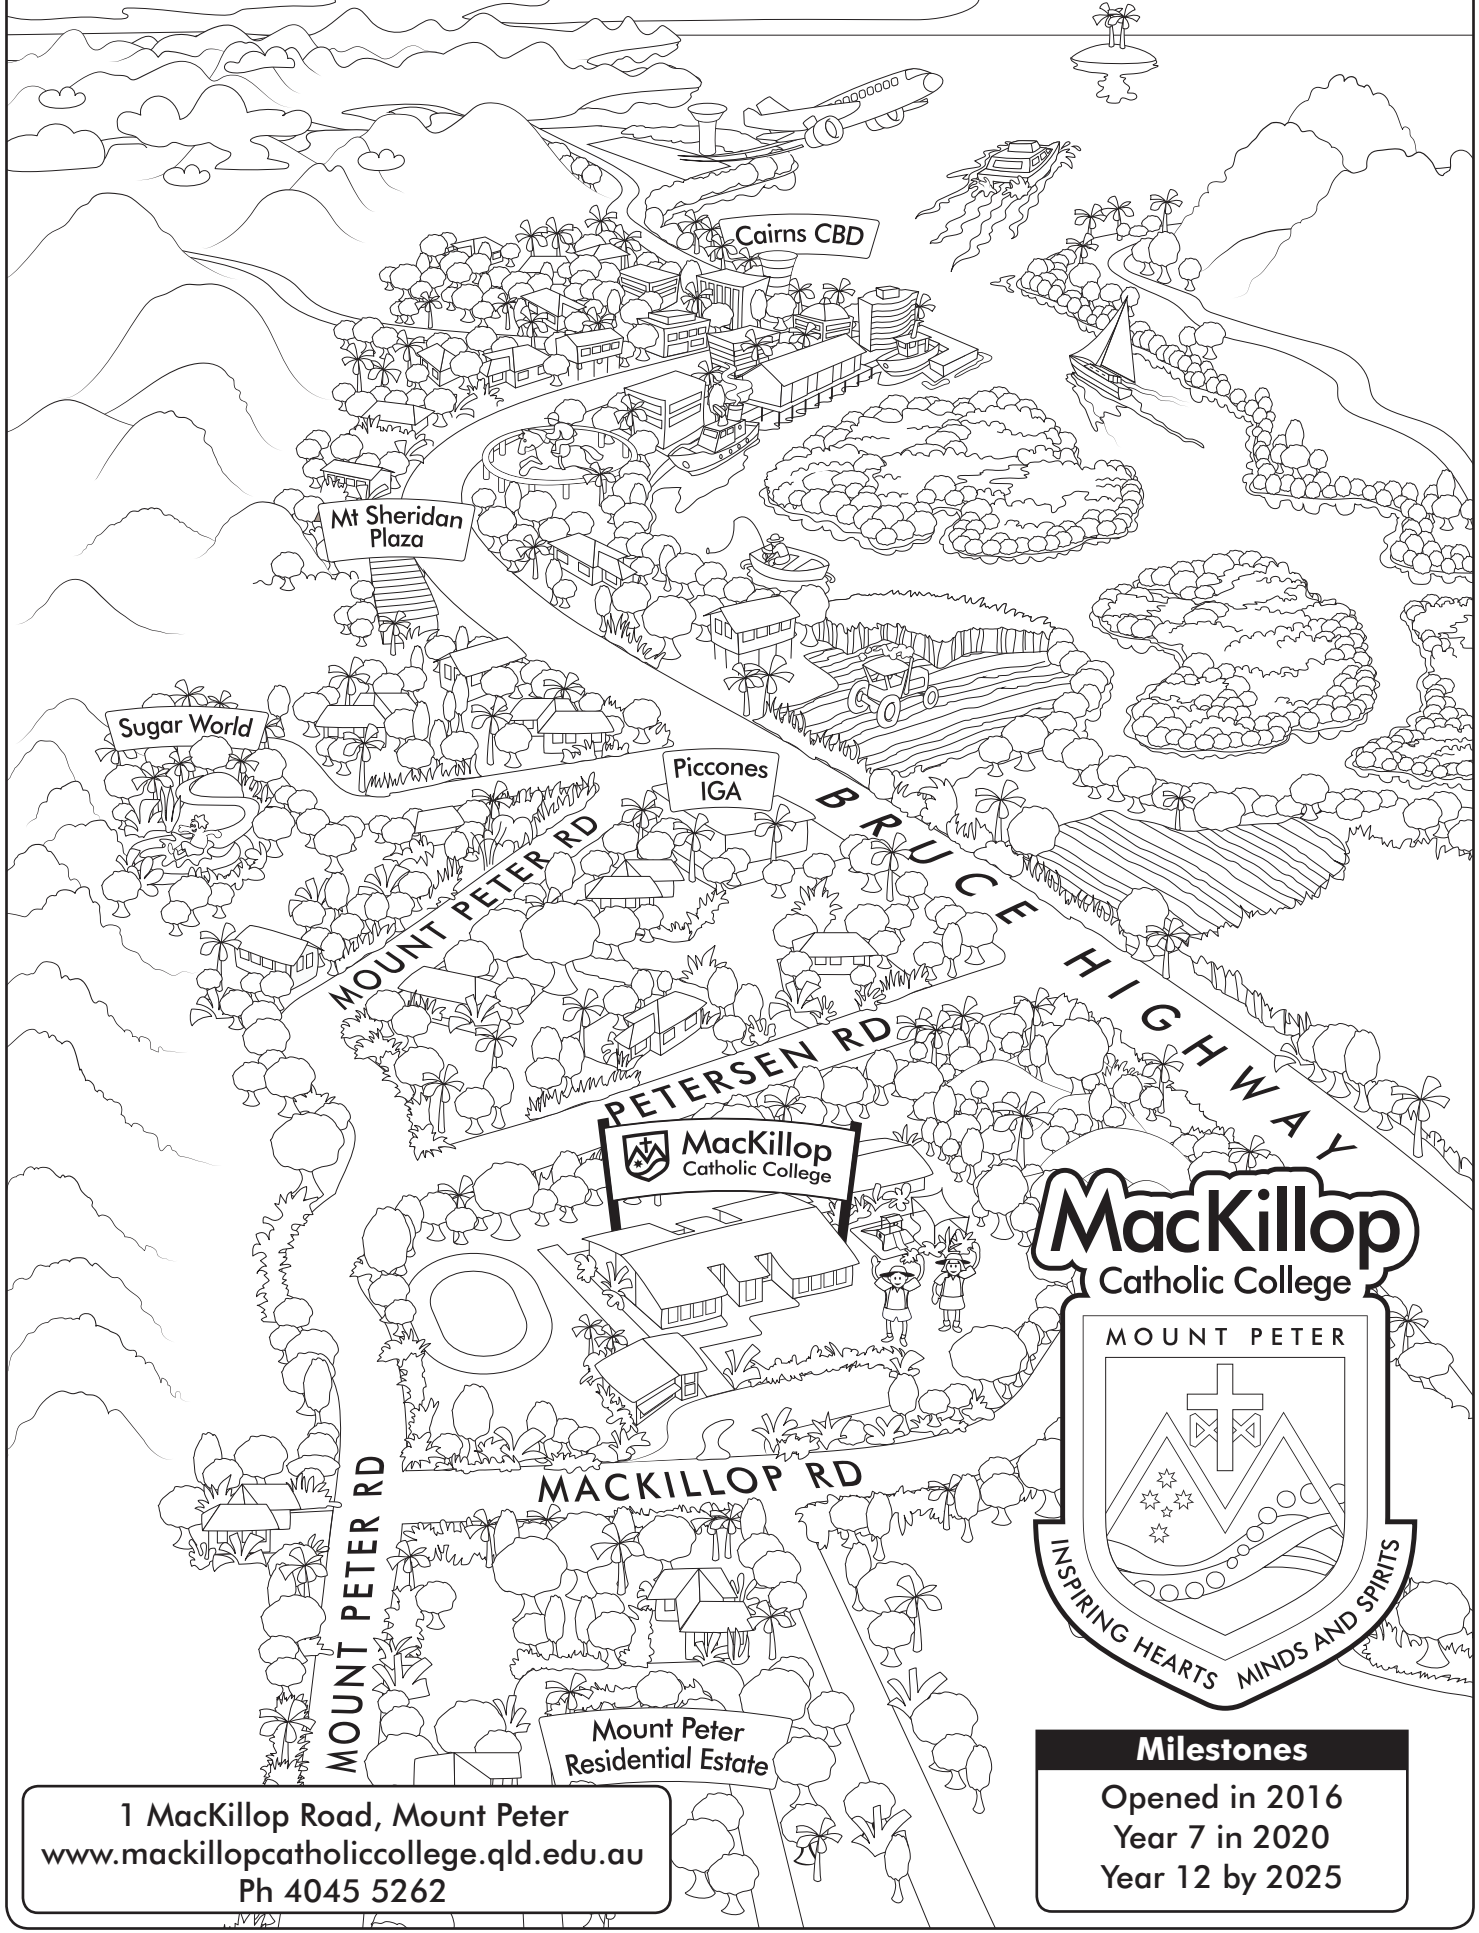 Cairns CBD
Mt Sheridan
Plaza
Sugar World
Piccones
IGA
BRUCE HIGHWAY
MOUNT PETER RD
PETERSEN RD
MacKillop
Catholic College
MacKillop
Catholic College
MOUNT PETER
INSPIRING HEARTS MINDS AND SPIRITS
MACKILLOP RD
MOUNT PETER RD
Mount Peter
Residential Estate
Milestones
Opened in 2016
Year 7 in 2020
Year 12 by 2025
1 MacKillop Road, Mount Peter
www.mackillopcatholiccollege.qld.edu.au
Ph 4045 5262